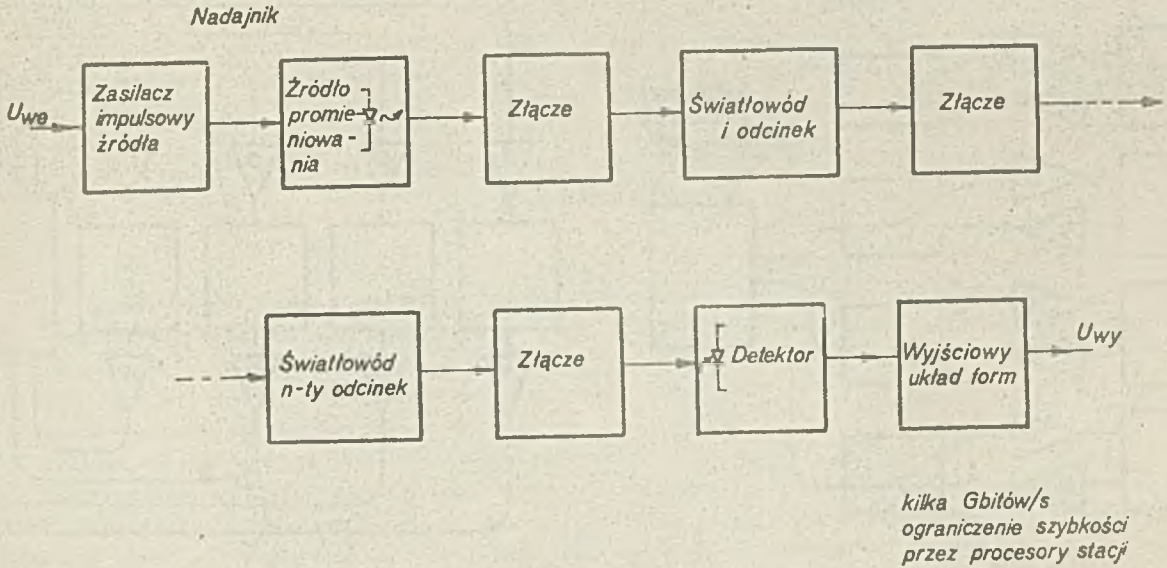 Nadajnik
Uwe
Zasilacz
impulsowy
źródła
Źródło
promie-
niowa-
nia
Złącze
Światłowód
i odcinek
Złącze
Światłowód
n-ty odcinek
Złącze
Detektor
Wyjściowy
układ form
Uwy
kilka Gbitów/s
ograniczenie szybkości
przez procesory stacji